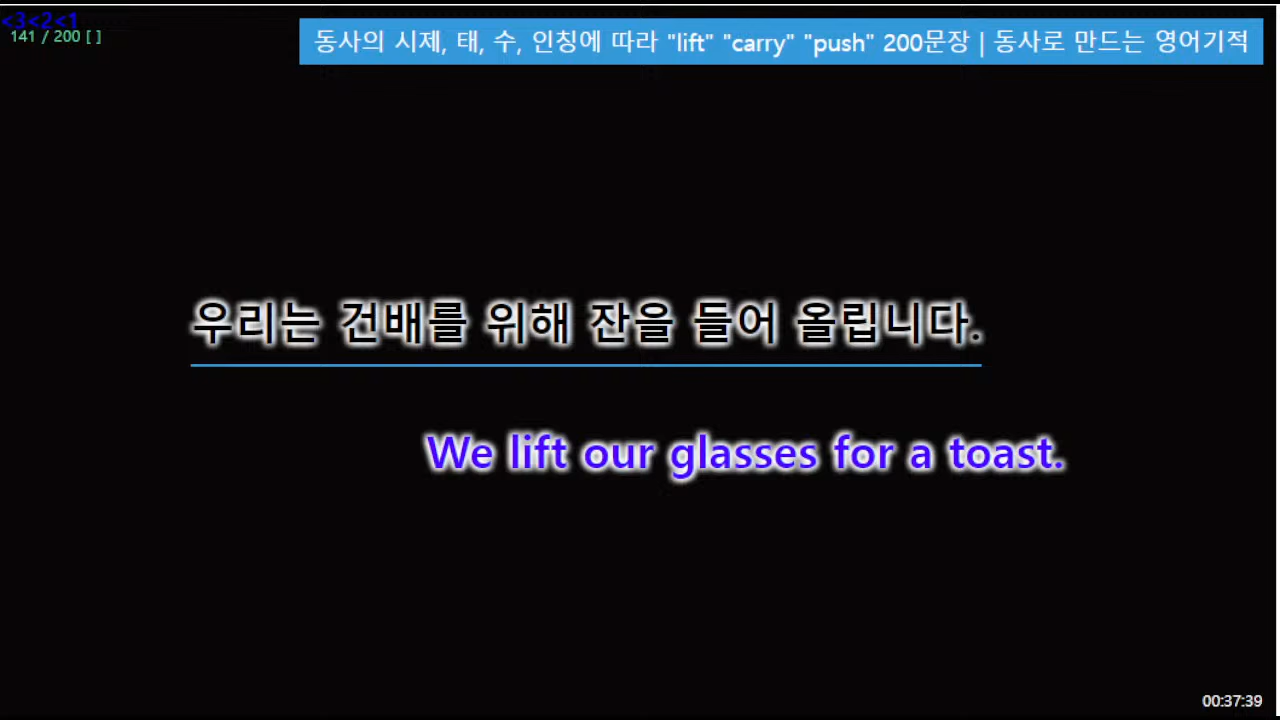 <3<2<1
141 / 200 [ ]
동사의 시제, 태, 수, 인칭에 따라 "lift" "carry" "push" 200문장 | 동사로 만드는 영어기적
우리는 건배를 위해 잔을 들어 올립니다.
We lift our glasses for a toast.
00:37:39